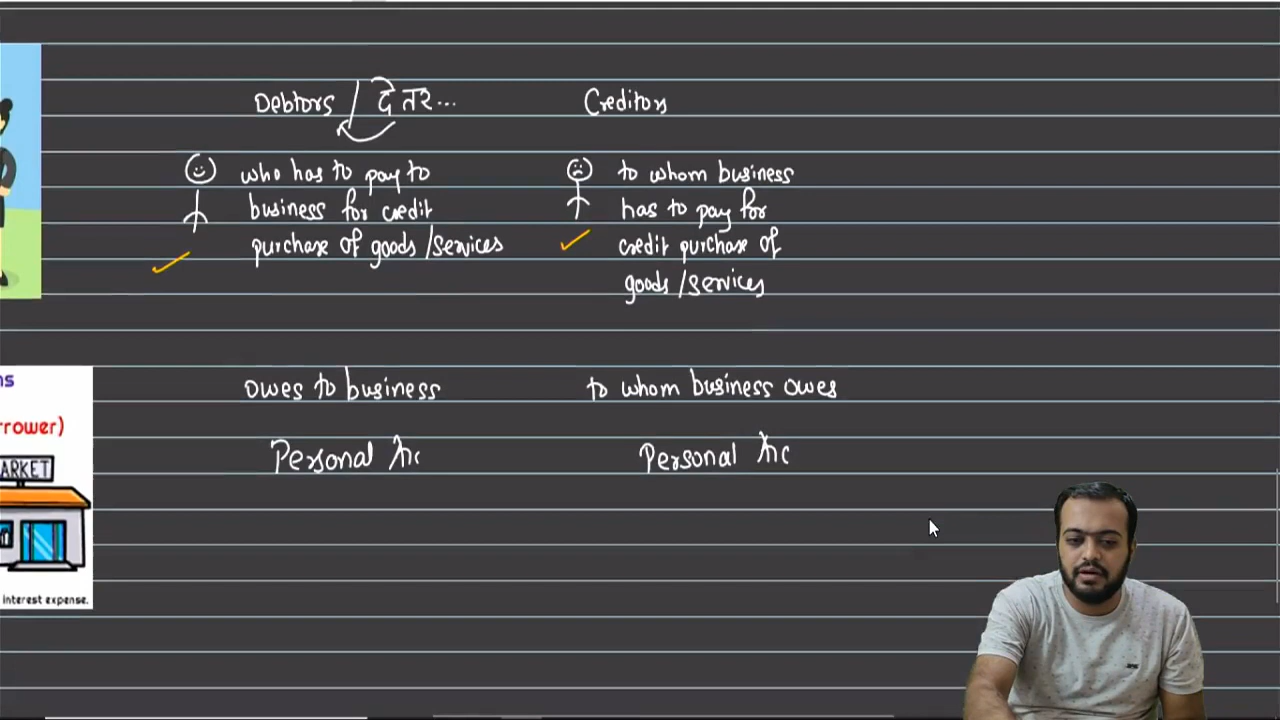 Debtors / दे तर... Creditors
who has to pay to
business for credit
purchase of goods/services
to whom business
has to pay for
credit purchase of
goods/services
ns
rrower)
ARKET
interest expense.
owes to business to whom business owes
Personal A/c Personal A/c